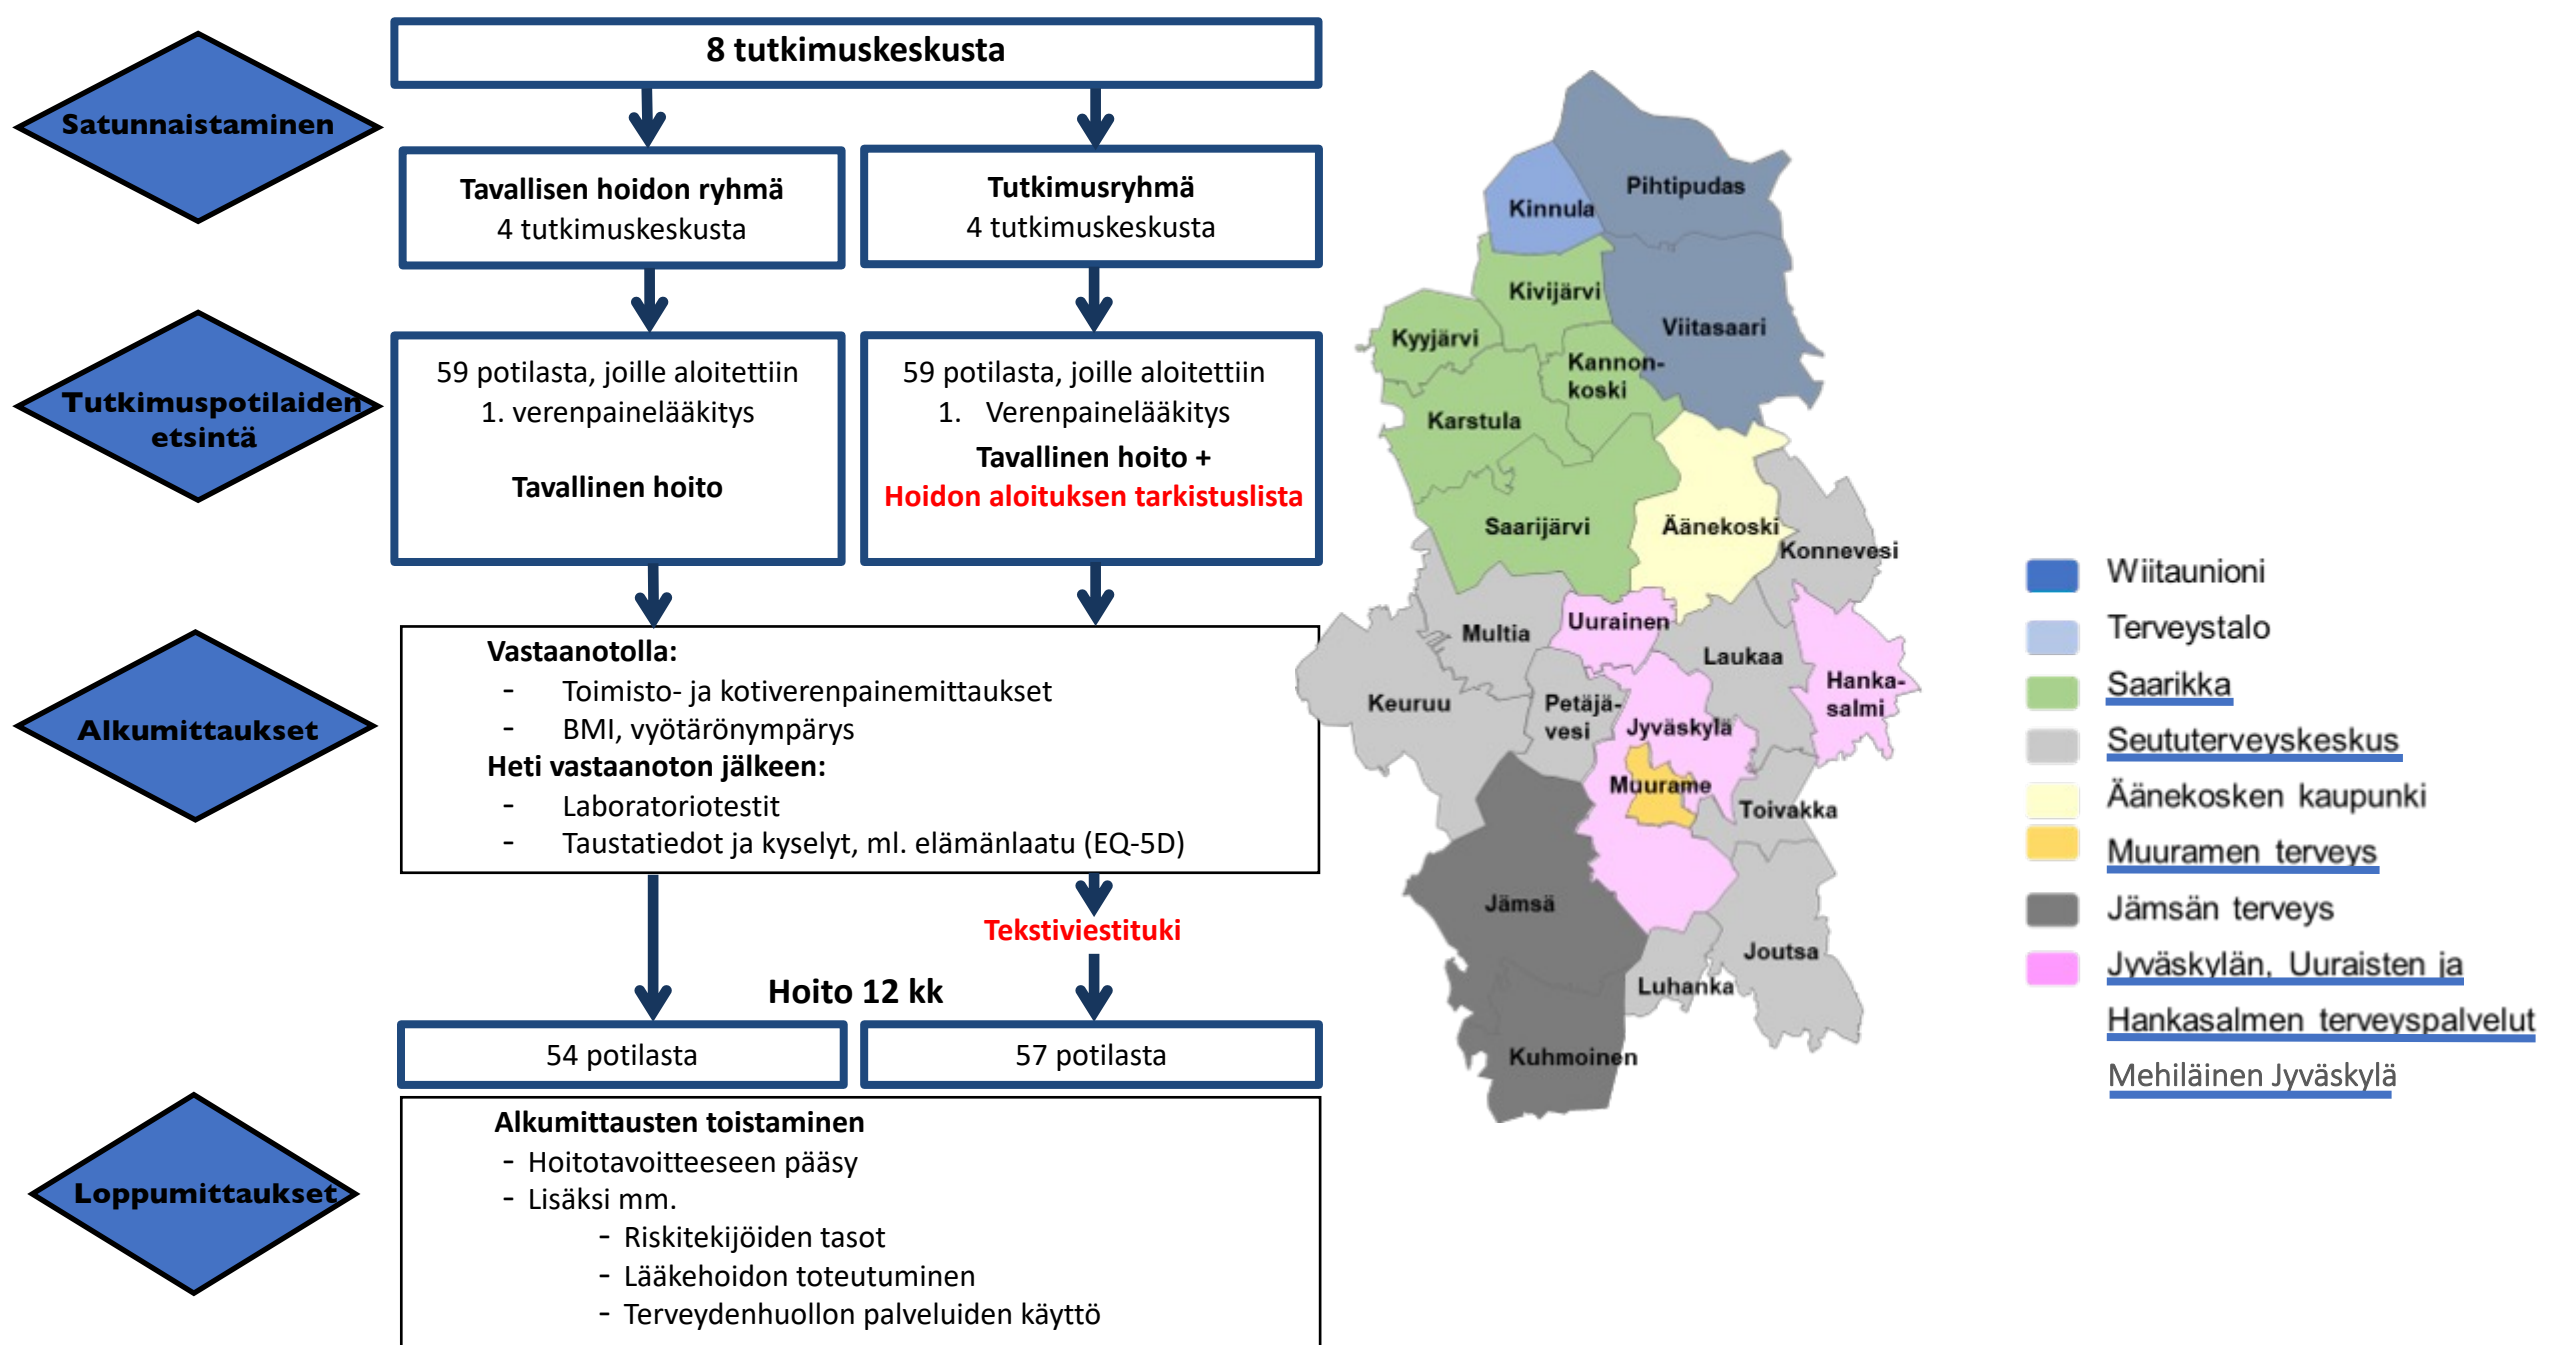 8 tutkimuskeskusta
Satunnaistaminen
Tavallisen hoidon ryhmä
4 tutkimuskeskusta
Tutkimusryhmä
4 tutkimuskeskusta
Tutkimuspotilaiden
etsintä
59 potilasta, joille aloitettiin
1. verenpainelääkitys
Tavallinen hoito
59 potilasta, joille aloitettiin
1. Verenpainelääkitys
Tavallinen hoito +
Hoidon aloituksen tarkistuslista
Alkumittaukset
Vastaanotolla:
- Toimisto- ja kotiverenpainemittaukset
- BMI, vyötärönympärys
Heti vastaanoton jälkeen:
- Laboratoriotestit
- Taustatiedot ja kyselyt, ml. elämänlaatu (EQ-5D)
Tekstiviestituki
Hoito 12 kk
54 potilasta
57 potilasta
Loppumittaukset
Alkumittausten toistaminen
- Hoitotavoitteeseen pääsy
- Lisäksi mm.
- Riskitekijöiden tasot
- Lääkehoidon toteutuminen
- Terveydenhuollon palveluiden käyttö
Pihtipudas
Kinnula
Kivijärvi
Viitasaari
Kyyjärvi
Kannon-
koski
Karstula
Saarijärvi
Äänekoski
Konnevesi
Uurainen
Multia
Laukaa
Hanka-
salmi
Keuruu
Petäjä-
vesi
Jyväskylä
Muurame
Toivakka
Jämsä
Joutsa
Luhanka
Kuhmoinen
Wiitaunioni
Terveystalo
Saarikka
Seututerveyskeskus
Äänekosken kaupunki
Muuramen terveys
Jämsän terveys
Jyväskylän, Uuraisten ja
Hankasalmen terveyspalvelut
Mehiläinen Jyväskylä